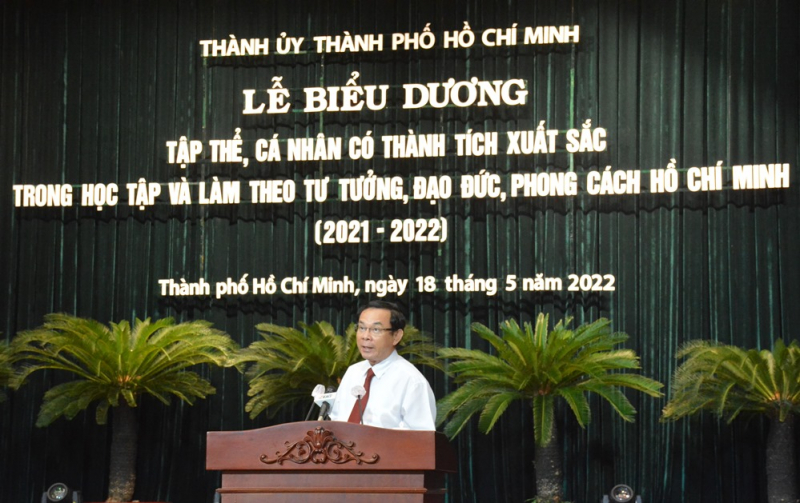 THÀNH ỦY THÀNH PHỐ HỒ CHÍ MINH
LỄ BIỂU DƯƠNG
TẬP THỂ, CÁ NHÂN CÓ THÀNH TÍCH XUẤT SẮC
TRONG HỌC TẬP VÀ LÀM THEO TƯ TƯỞNG, ĐẠO ĐỨC, PHONG CÁCH HỒ CHÍ MINH
(2021 - 2022)
Thành phố Hồ Chí Minh, ngày 18 tháng 5 năm 2022